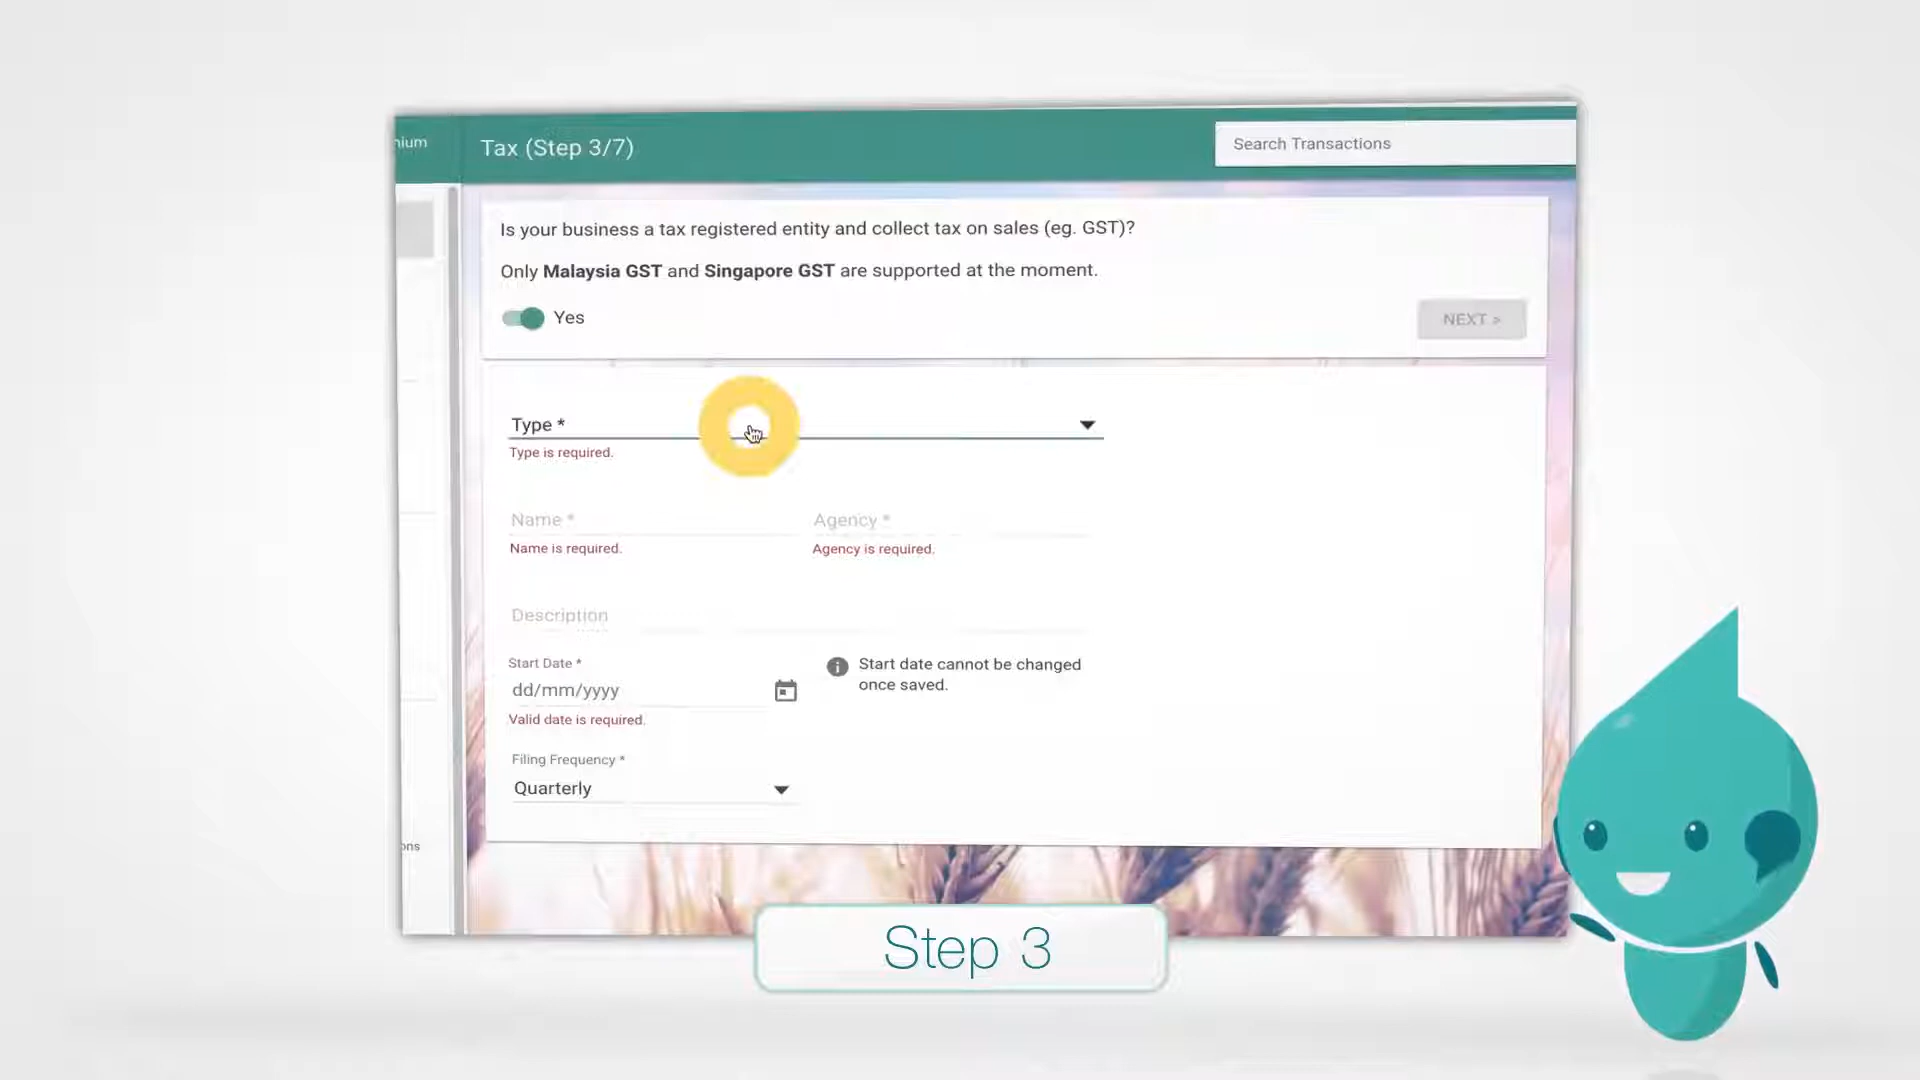 nium
Tax (Step 3/7)
Search Transactions
Is your business a tax registered entity and collect tax on sales (eg. GST)?
Only Malaysia GST and Singapore GST are supported at the moment.
Yes
NEXT >
Type *
Type is required.
Name *
Agency *
Name is required.
Agency is required.
Description
Start Date *
Start date cannot be changed
once saved.
dd/mm/yyyy
Valid date is required.
Filing Frequency *
Quarterly
ons
Step 3